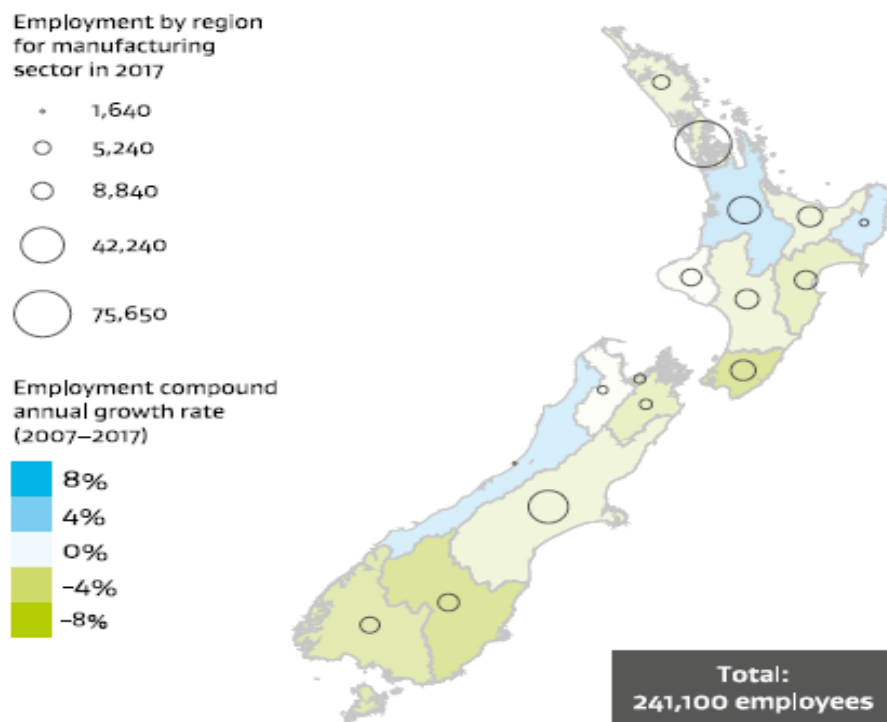 Employment by region
for manufacturing
sector in 2017
1,640
5,240
8,840
42,240
75,650
Employment compound
annual growth rate
(2007–2017)
8%
4%
0%
–4%
–8%
Total:
241,100 employees